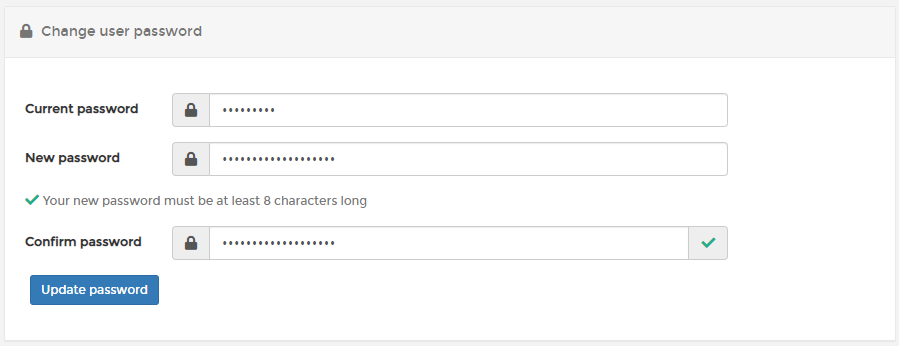 Change user password
Current password •••••••••
New password •••••••••••••••••••
Your new password must be at least 8 characters long
Confirm password •••••••••••••••••••
Update password